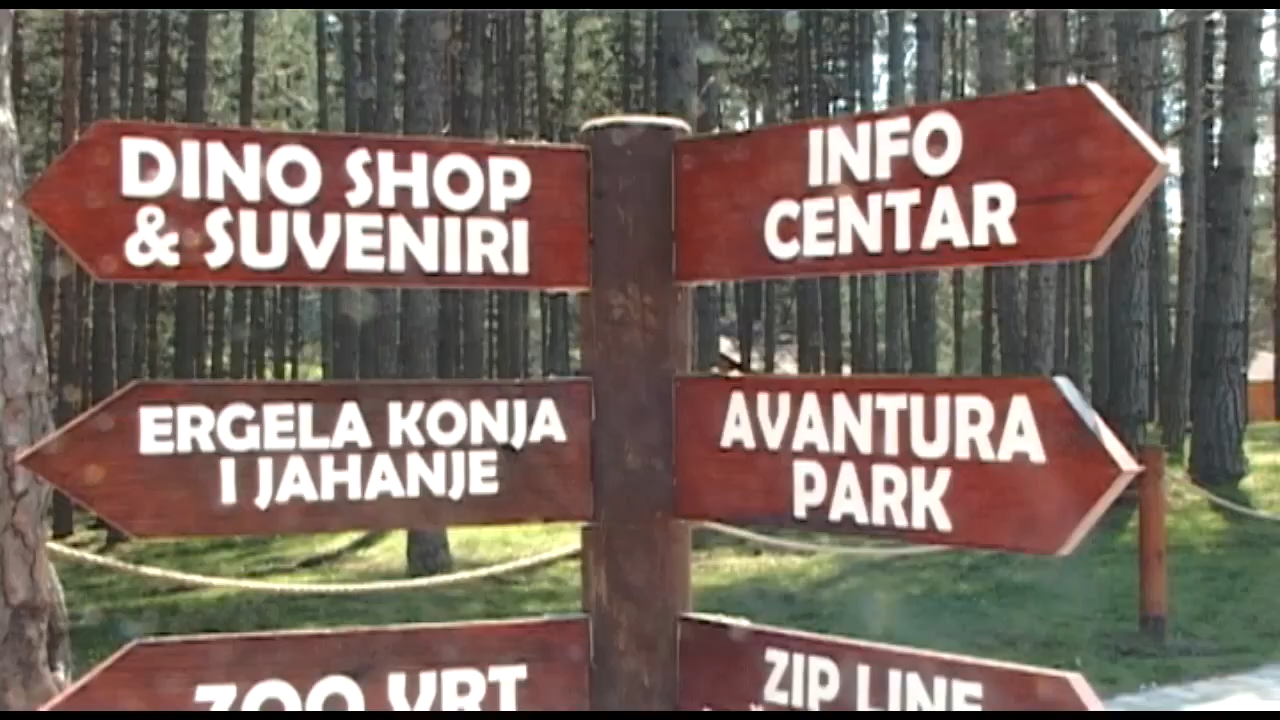 DINO SHOP
& SUVENIRI
INFO
CENTAR
ERGELA KONJA
I JAHANJE
AVANTURA
PARK
ZOO VRT
ZIP LINE